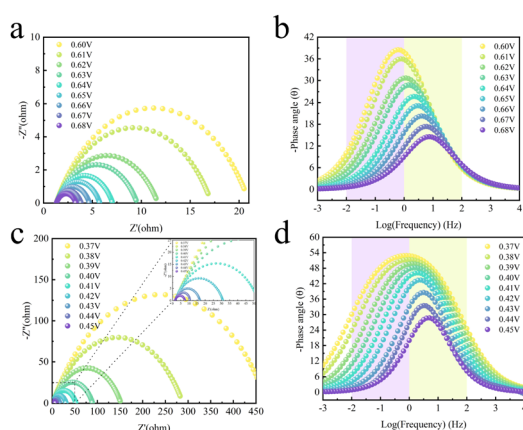 a
10
8
6
4
2
0
-Z''(ohm)
0.60V
0.61V
0.62V
0.63V
0.64V
0.65V
0.66V
0.67V
0.68V
0 5 10 15 20
Z'(ohm)
b
42
36
30
24
18
12
6
0
-Phase angle (θ)
0.60V
0.61V
0.62V
0.63V
0.64V
0.65V
0.66V
0.67V
0.68V
-3 -2 -1 0 1 2 3 4
Log(Frequency) (Hz)
c
200
175
150
125
100
75
50
25
0
-Z''(ohm)
0.37V
0.38V
0.39V
0.40V
0.41V
0.42V
0.43V
0.44V
0.45V
0 50 100 150 200 250 300 350 400 450
Z'(ohm)
d
60
54
48
42
36
30
24
18
12
6
0
-Phase angle (θ)
0.37V
0.38V
0.39V
0.40V
0.41V
0.42V
0.43V
0.44V
0.45V
-3 -2 -1 0 1 2 3 4
Log(Frequency) (Hz)